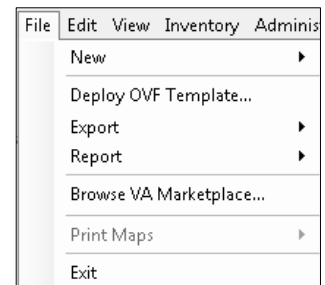 File Edit View Inventory Adminis
New
Deploy OVF Template...
Export
Report
Browse VA Marketplace...
Print Maps
Exit